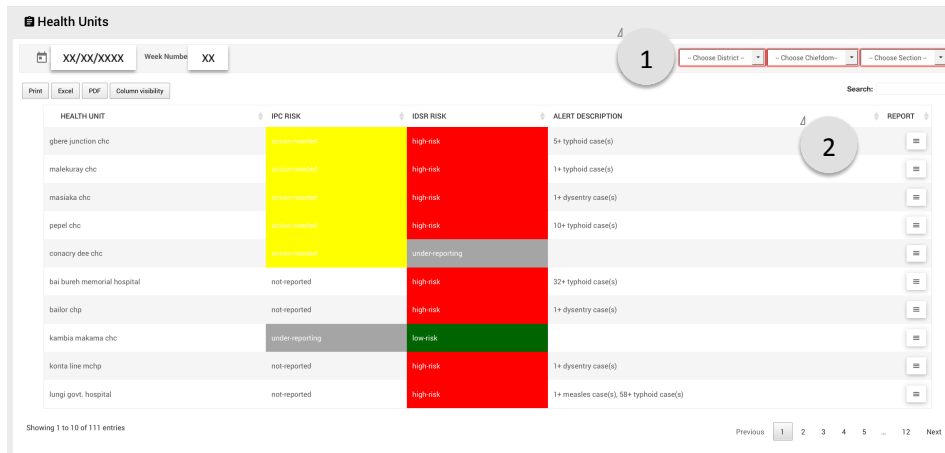 Health Units
XX/XX/XXXX Week Numbe XX 1 -- Choose District -- -- Choose Chiefdom-- -- Choose Section --
Print Excel PDF Column visibility Search:
HEALTH UNIT IPC RISK IDSR RISK ALERT DESCRIPTION REPORT
gbere junction chc action needed high-risk 5+ typhoid case(s) 2
malekuray chc action needed high-risk 1+ typhoid case(s)
masiaka chc action needed high-risk 1+ dysentry case(s)
pepel chc action needed high-risk 10+ typhoid case(s)
conacry dee chc action needed under-reporting
bai bureh memorial hospital not-reported high-risk 32+ typhoid case(s)
bailor chp not-reported high-risk 1+ dysentry case(s)
kambia makama chc under-reporting low-risk
konta line mchp not-reported high-risk 1+ dysentry case(s)
lungi govt. hospital not-reported high-risk 1+ measles case(s), 58+ typhoid case(s)
Showing 1 to 10 of 111 entries Previous 1 2 3 4 5 ... 12 Next